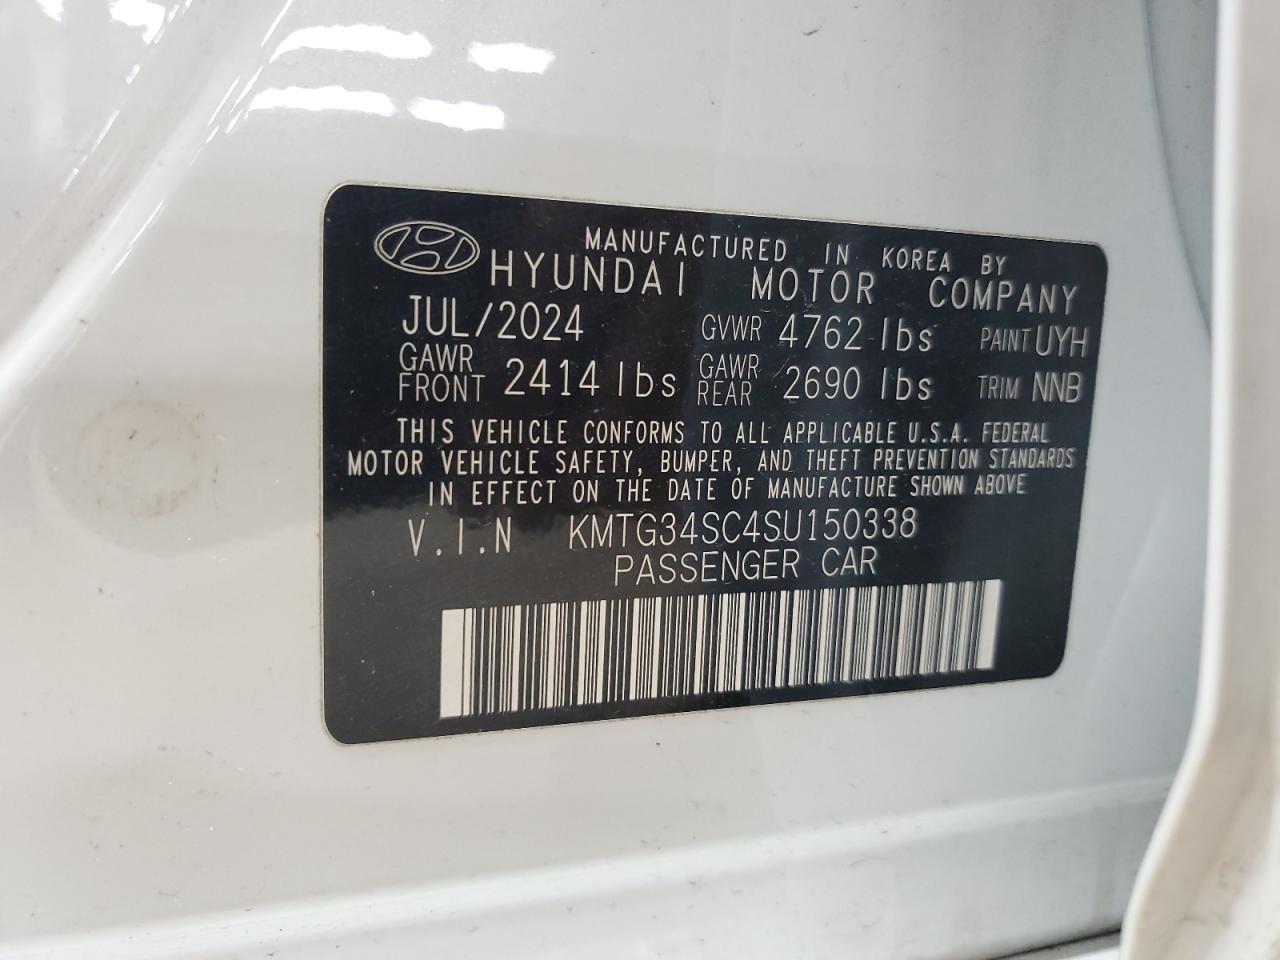 MANUFACTURED IN KOREA BY
HYUNDAI MOTOR COMPANY
JUL/2024 GVWR 4762 lbs PAINT UYH
GAWR FRONT 2414 lbs GAWR REAR 2690 lbs TRIM NNB
THIS VEHICLE CONFORMS TO ALL APPLICABLE U.S.A. FEDERAL
MOTOR VEHICLE SAFETY, BUMPER, AND THEFT PREVENTION STANDARDS
IN EFFECT ON THE DATE OF MANUFACTURE SHOWN ABOVE
V.I.N KMTG34SC4SU150338
PASSENGER CAR